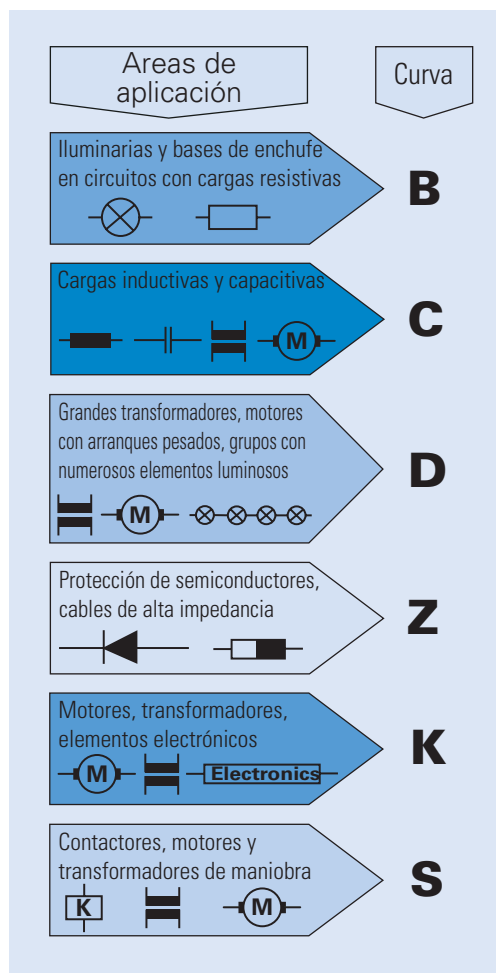 Areas de
aplicación
Curva
Iluminarias y bases de enchufe
en circuitos con cargas resistivas
B
Cargas inductivas y capacitivas
M
C
Grandes transformadores, motores
con arranques pesados, grupos con
numerosos elementos luminosos
M
D
Protección de semiconductores,
cables de alta impedancia
Z
Motores, transformadores,
elementos electrónicos
M
Electronics
K
Contactores, motores y
transformadores de maniobra
K
M
S